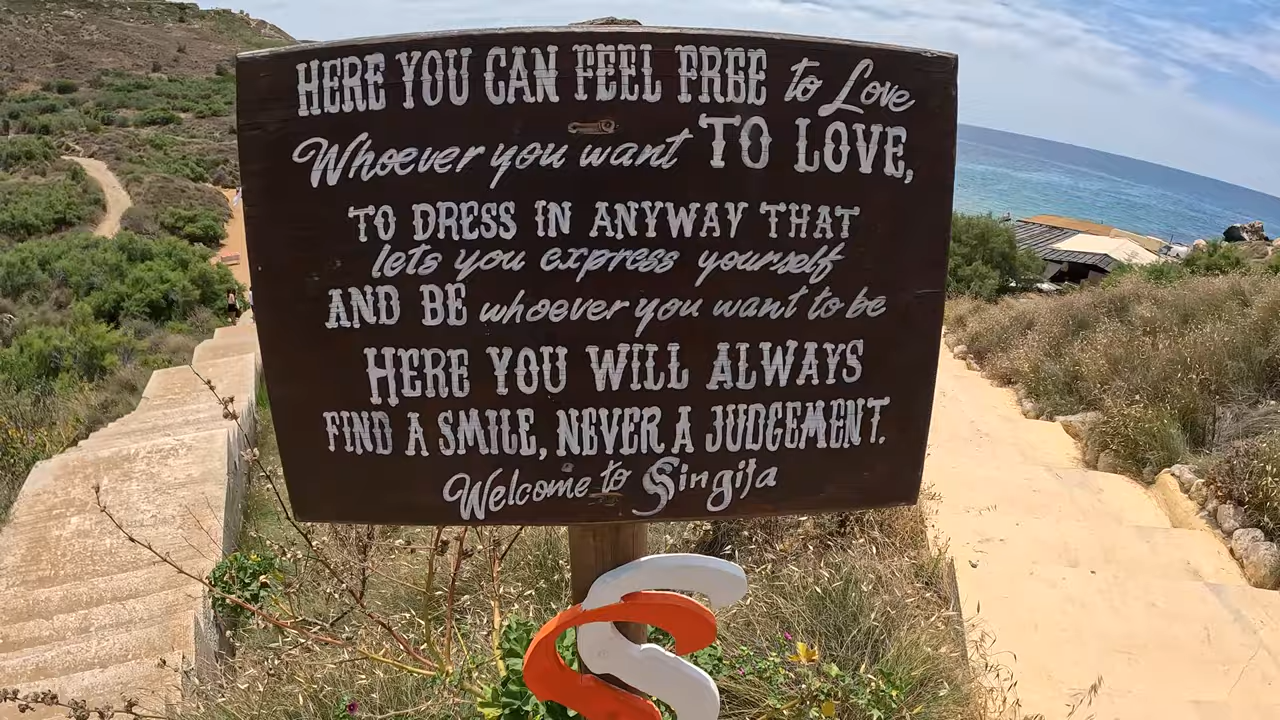 HERE YOU CAN FEEL FREE to Love
Whoever you want TO LOVE,
TO DRESS IN ANYWAY THAT
lets you express yourself
AND BE whoever you want to be
HERE YOU WILL ALWAYS
FIND A SMILE, NEVER A JUDGEMENT.
Welcome to Singita